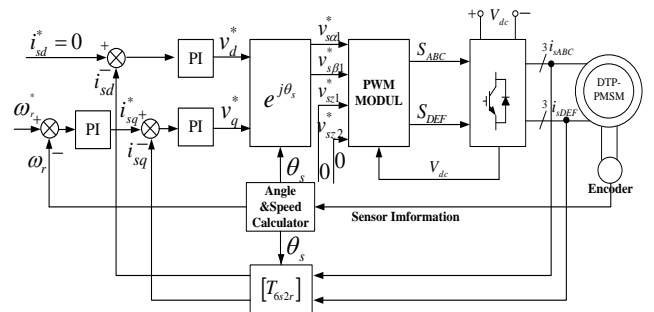 i*sd = 0
+
−
isd
PI
v*d
ω*r
+
−
ωr
PI
i*sq
+
−
isq
PI
v*q
e^jθs
θs
v*sα1
v*sβ1
v*sz1
v*sz2
0
0
PWM
MODUL
SABC
SDEF
Vdc
+
Vdc
−
3
isABC
3
isDEF
DTP-
PMSM
Encoder
Angle
&Speed
Calculator
Sensor Imformation
θs
[T6s2r]